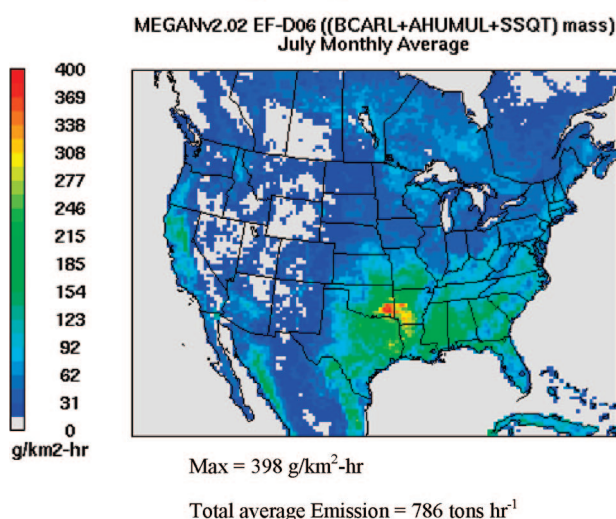 MEGANv2.02 EF-D06 ((BCARL+AHUMUL+SSQT) mass)
July Monthly Average
400
369
338
308
277
246
215
185
154
123
92
62
31
0
g/km2-hr
Max = 398 g/km²-hr
Total average Emission = 786 tons hr⁻¹